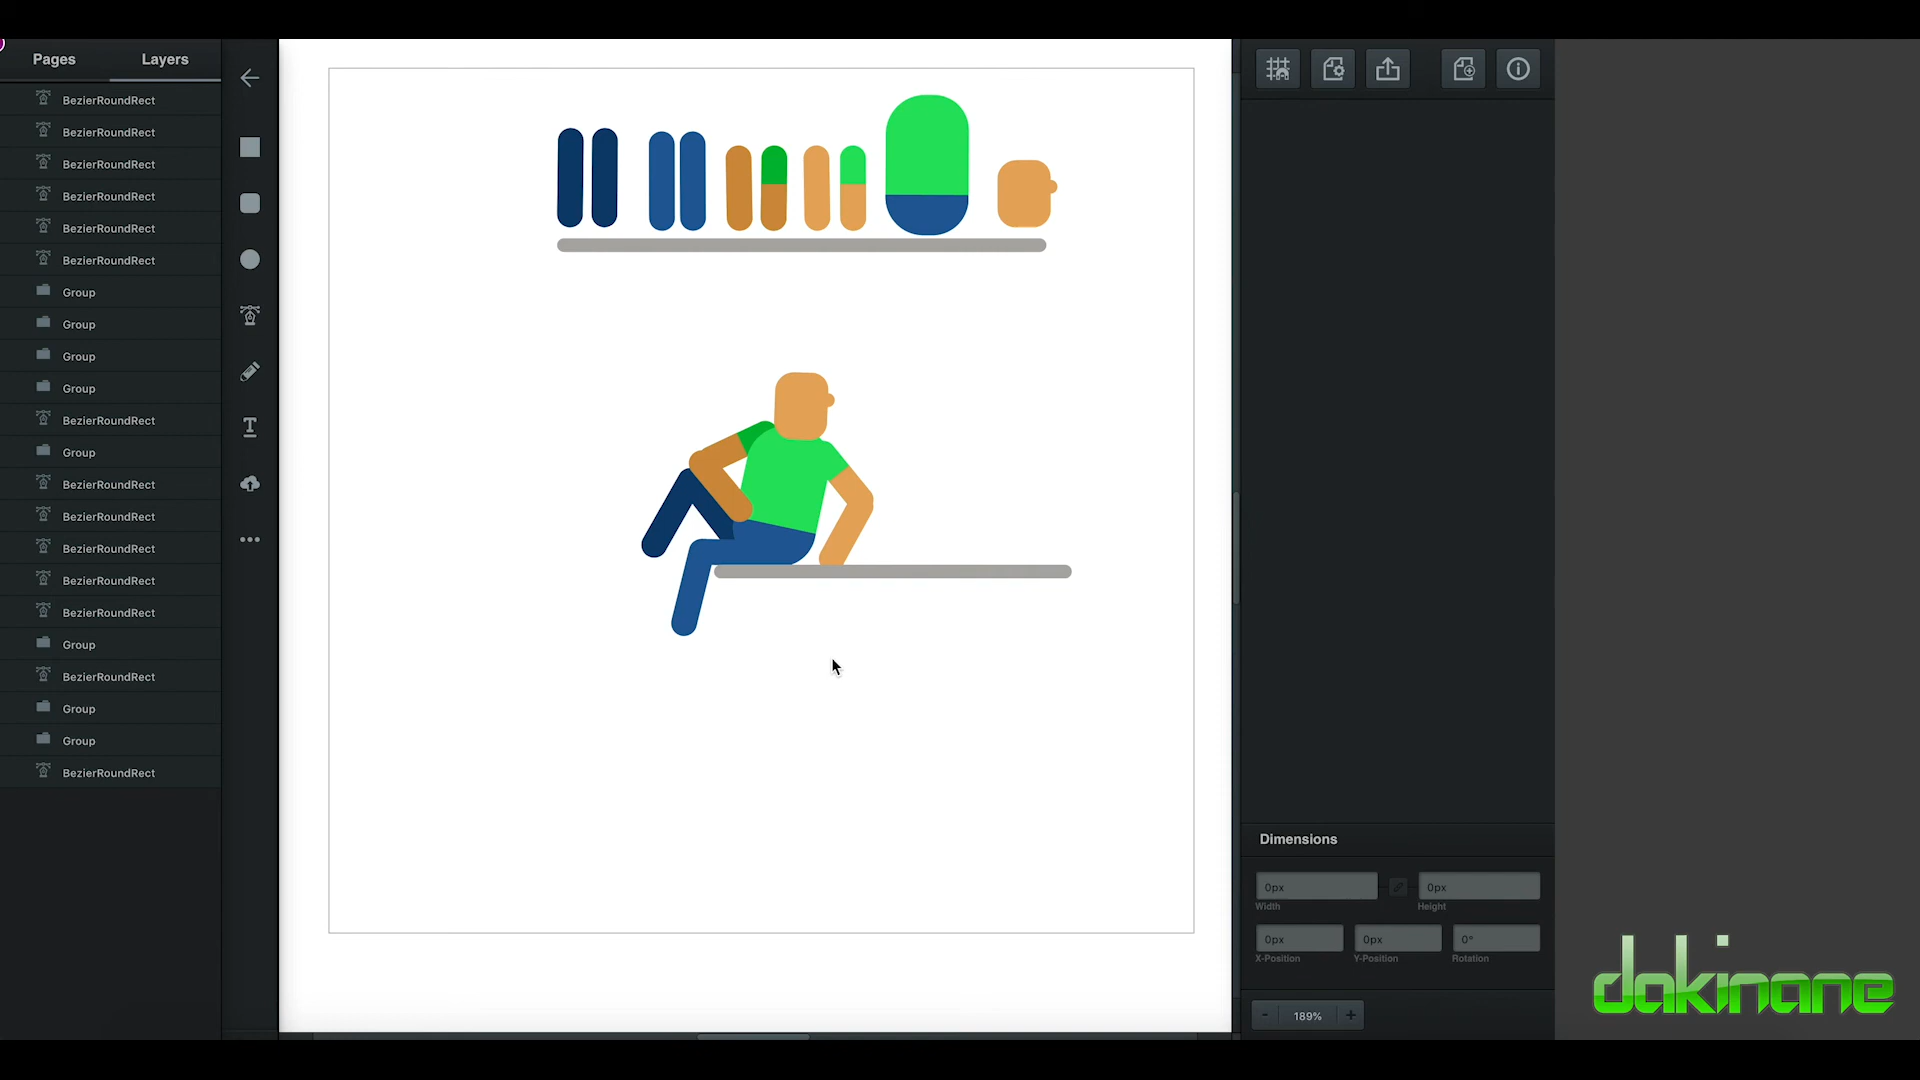 Pages
Layers
BezierRoundRect
BezierRoundRect
BezierRoundRect
BezierRoundRect
BezierRoundRect
BezierRoundRect
Group
Group
Group
Group
BezierRoundRect
Group
BezierRoundRect
BezierRoundRect
BezierRoundRect
BezierRoundRect
BezierRoundRect
Group
BezierRoundRect
Group
Group
BezierRoundRect
T
Dimensions
0px
0px
Width
Height
0px
0px
0°
X-Position
Y-Position
Rotation
- 189% +
dakinane